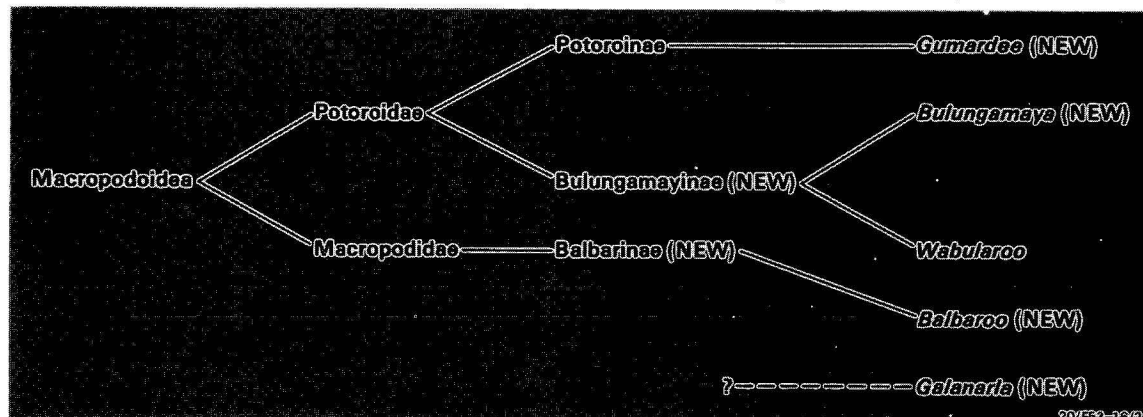 Potoroinae Gumardee (NEW)
Potoroidae Bulungamaya (NEW)
Macropodoidea Bulungamayinae (NEW)
Macropodidae Balbarinae (NEW) Wabularoo
Balbaroo (NEW)
? Galanarla (NEW)